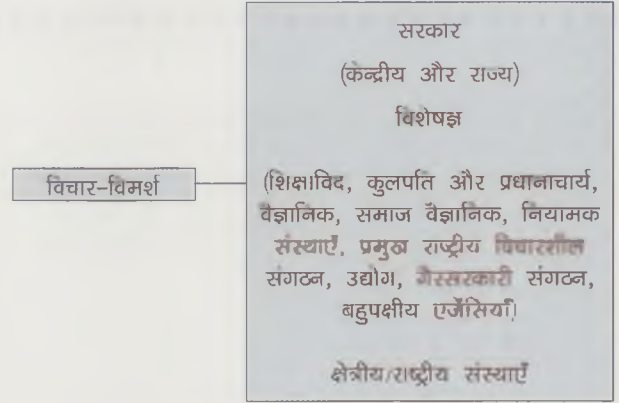 सरकार
(केन्द्रीय और राज्य)
विशेषज्ञ
विचार-विमर्श
(शिक्षाविद, कुलपति और प्रधानाचार्य,
वैज्ञानिक, समाज वैज्ञानिक, नियामक
संस्थाएँ, प्रमुख राष्ट्रीय विचारशील
संगठन, उद्योग, गैरसरकारी संगठन,
बहुपक्षीय एजेंसियाँ)
क्षेत्रीय/राष्ट्रीय संस्थाएँ